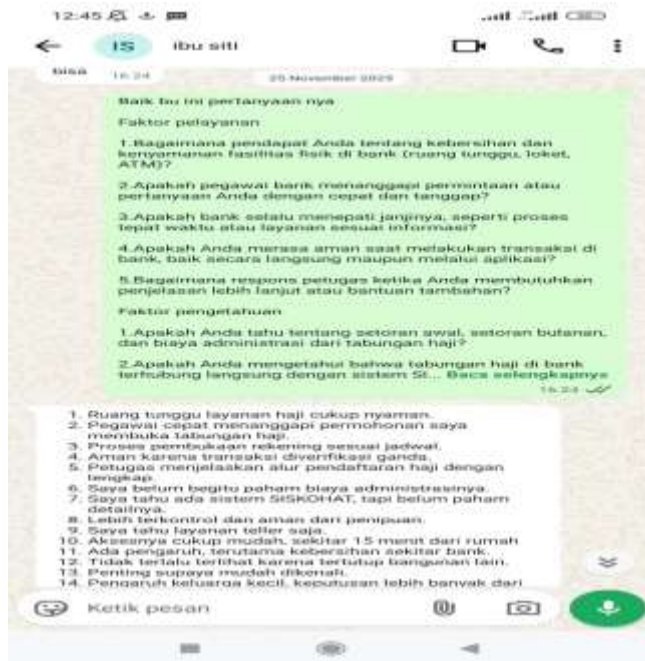 12:45
IS ibu siti
bisa 16.24
25 November 2025
Baik bu ini pertanyaan nya
Faktor pelayanan
1.Bagaimana pendapat Anda tentang kebersihan dan
kenyamanan fasilitas fisik di bank (ruang tunggu, loket,
ATM)?
2.Apakah pegawai bank menanggapi permintaan atau
pertanyaan Anda dengan cepat dan tanggap?
3.Apakah bank selalu menepati janjinya, seperti proses
tepat waktu atau layanan sesuai informasi?
4.Apakah Anda merasa aman saat melakukan transaksi di
bank, baik secara langsung maupun melalui aplikasi?
5.Bagaimana respons petugas ketika Anda membutuhkan
penjelasan lebih lanjut atau bantuan tambahan?
Faktor pengetahuan
1.Apakah Anda tahu tentang setoran awal, setoran bulanan,
dan biaya administrasi dari tabungan haji?
2.Apakah Anda mengetahui bahwa tabungan haji di bank
terhubung langsung dengan sistem SI... Baca selengkapnya
16.24
1. Ruang tunggu layanan haji cukup nyaman.
2. Pegawai cepat menanggapi permohonan saya
membuka tabungan haji.
3. Proses pembukaan rekening sesuai jadwal.
4. Aman karena transaksi diverifikasi ganda.
5. Petugas menjelaskan alur pendaftaran haji dengan
lengkap.
6. Saya belum begitu paham biaya administrasinya.
7. Saya tahu ada sistem SISKOHAT, tapi belum paham
detailnya.
8. Lebih terkontrol dan aman dari penipuan.
9. Saya tahu layanan teller saja.
10. Aksesnya cukup mudah, sekitar 15 menit dari rumah
11. Ada pengaruh, terutama kebersihan sekitar bank.
12. Tidak terlalu terlihat karena tertutup bangunan lain.
13. Penting supaya mudah dikenali.
14. Pengaruh keluarga kecil, keputusan lebih banyak dari
Ketik pesan